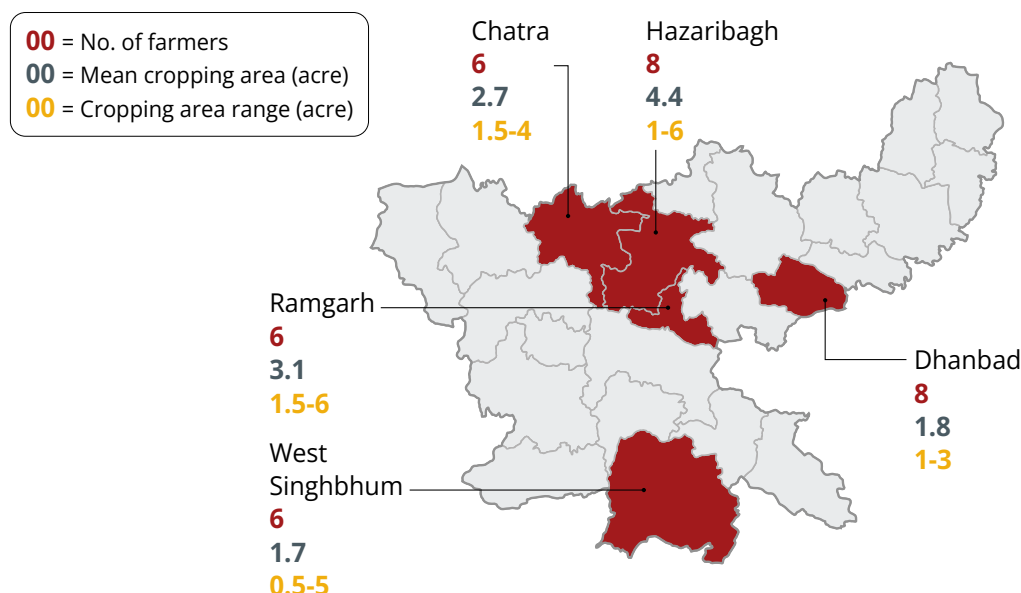 00 = No. of farmers
00 = Mean cropping area (acre)
00 = Cropping area range (acre)
Chatra
6
2.7
1.5-4
Hazaribagh
8
4.4
1-6
Ramgarh
6
3.1
1.5-6
Dhanbad
8
1.8
1-3
West
Singhbhum
6
1.7
0.5-5